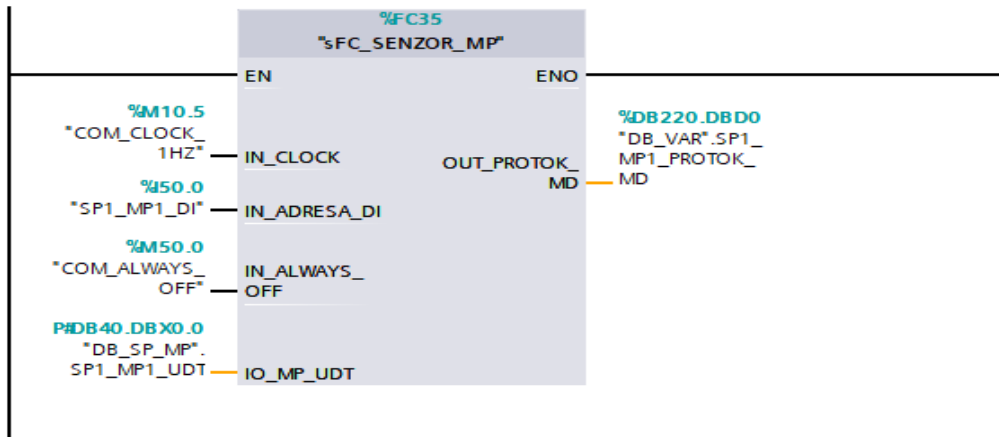 %FC35
"sFC_SENZOR_MP"
EN
ENO
%M10.5
"COM_CLOCK_
1HZ"
IN_CLOCK
%I50.0
"SP1_MP1_DI"
IN_ADRESA_DI
%M50.0
"COM_ALWAYS_
OFF"
IN_ALWAYS_
OFF
P#DB40.DBX0.0
"DB_SP_MP".
SP1_MP1_UDT
IO_MP_UDT
OUT_PROTOK_
MD
%DB220.DBD0
"DB_VAR".SP1_
MP1_PROTOK_
MD